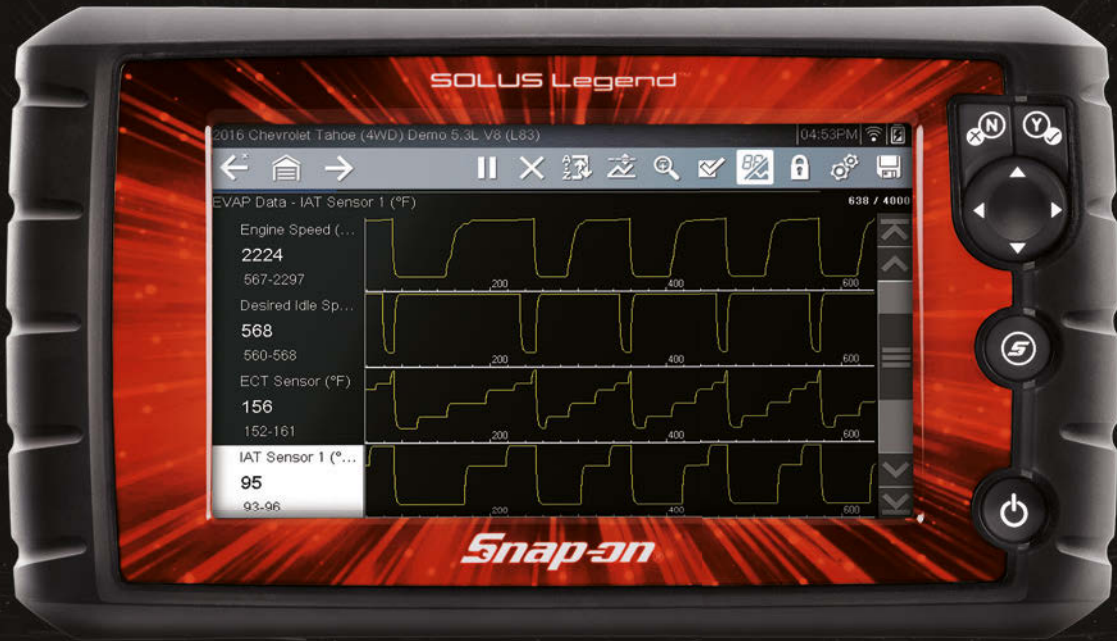 SOLUS Legend™
2016 Chevrolet Tahoe (4WD) Demo 5.3L V8 (L83)
04:53PM
N
Y
EVAP Data - IAT Sensor 1 (°F)
638 / 4000
Engine Speed (...
2224
567-2297
200
400
600
Desired Idle Sp...
568
560-568
200
400
600
ECT Sensor (°F)
156
152-161
200
400
600
IAT Sensor 1 (°...
95
93-96
200
400
600
S
Snap-on